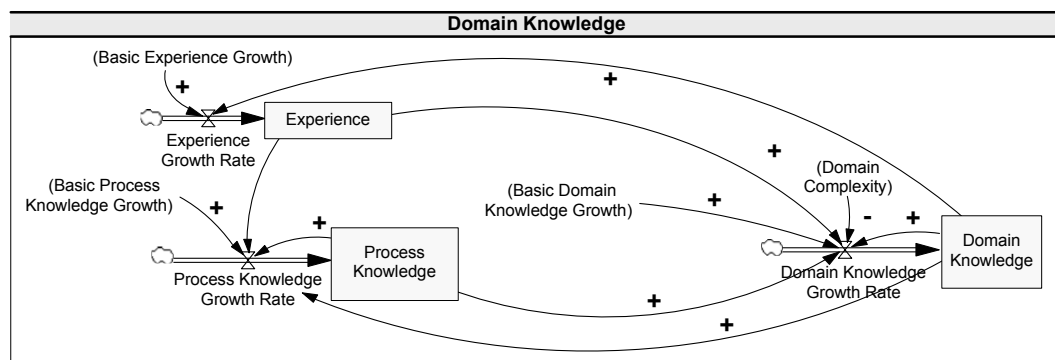 Domain Knowledge
(Basic Experience Growth)
+
+
Experience
Experience
Growth Rate
+
(Basic Process
Knowledge Growth)
+
(Basic Domain
Knowledge Growth)
+
(Domain
Complexity)
-
+
+
Process
Knowledge
Domain
Knowledge
Process Knowledge
Growth Rate
Domain Knowledge
Growth Rate
+
+